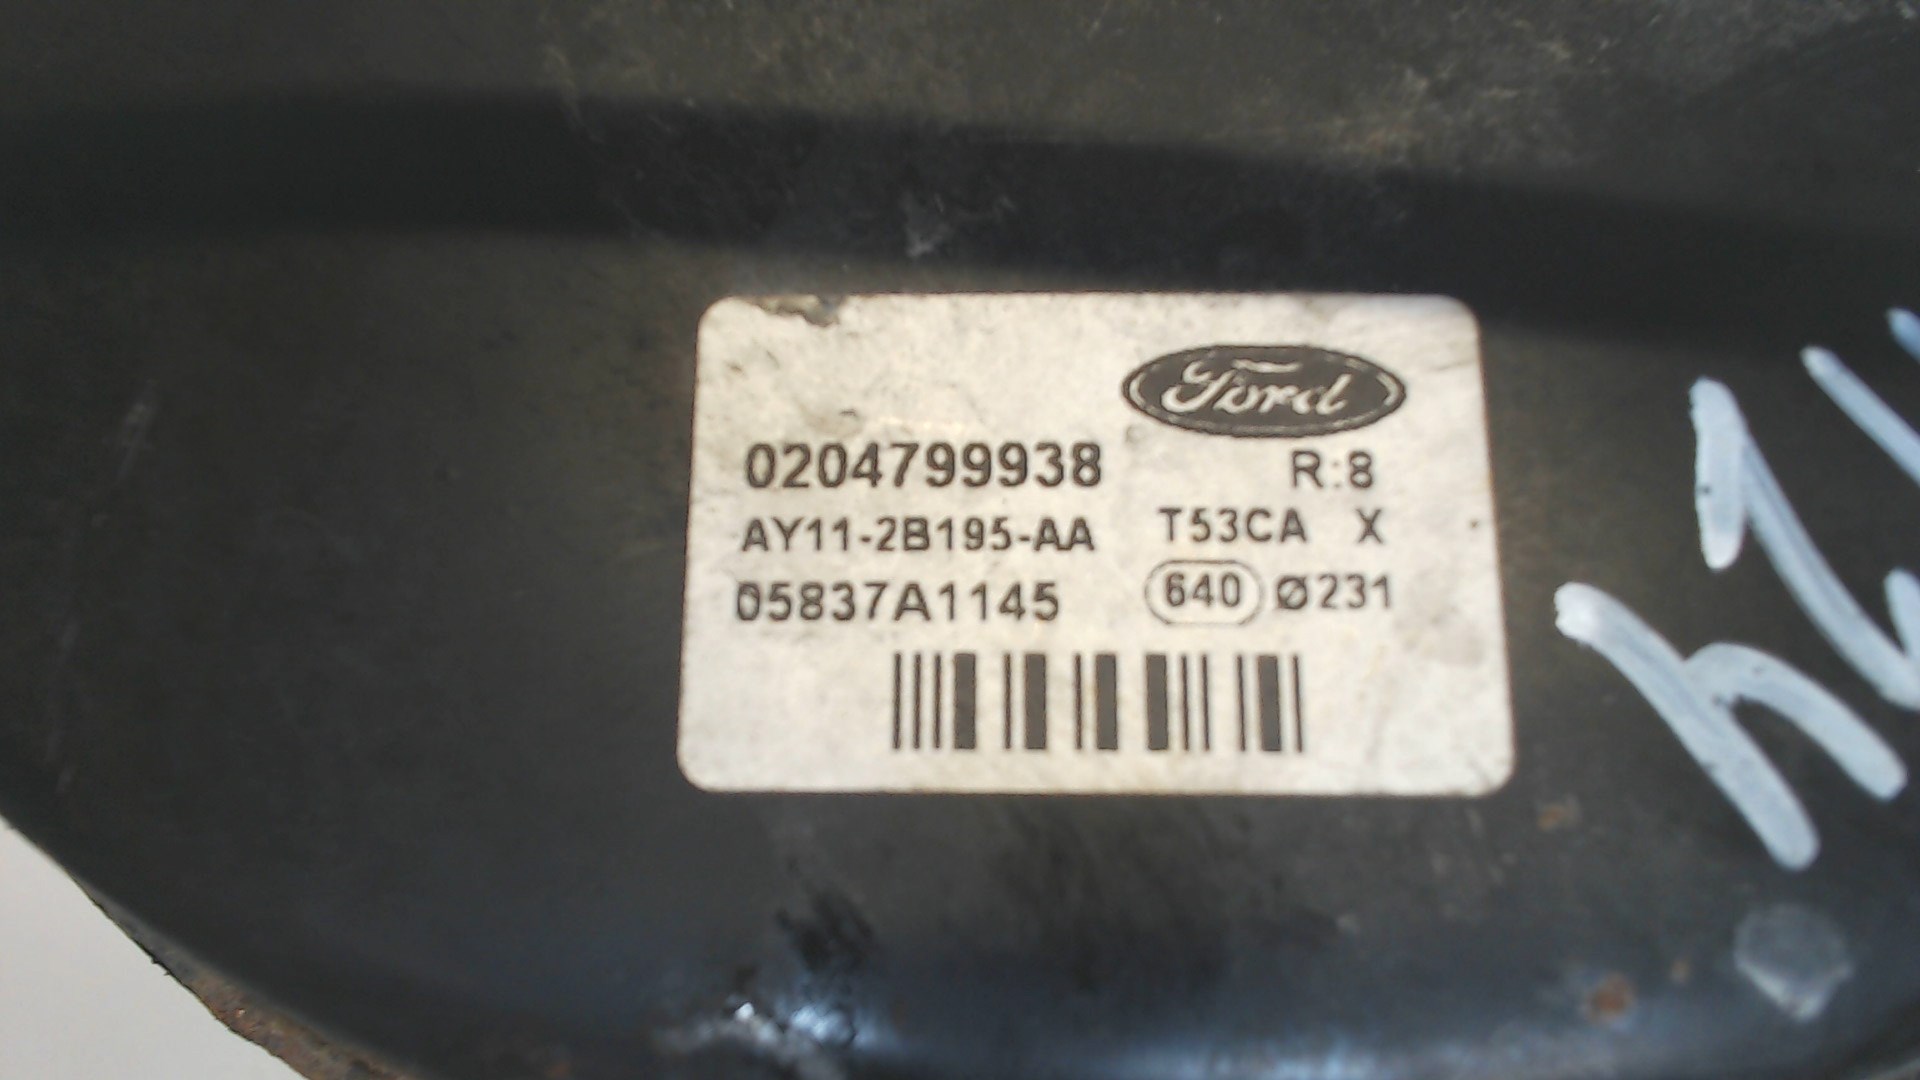 Ford
0204799938 R:8
AY11-2B195-AA T53CA X
05837A1145 640 Ø231